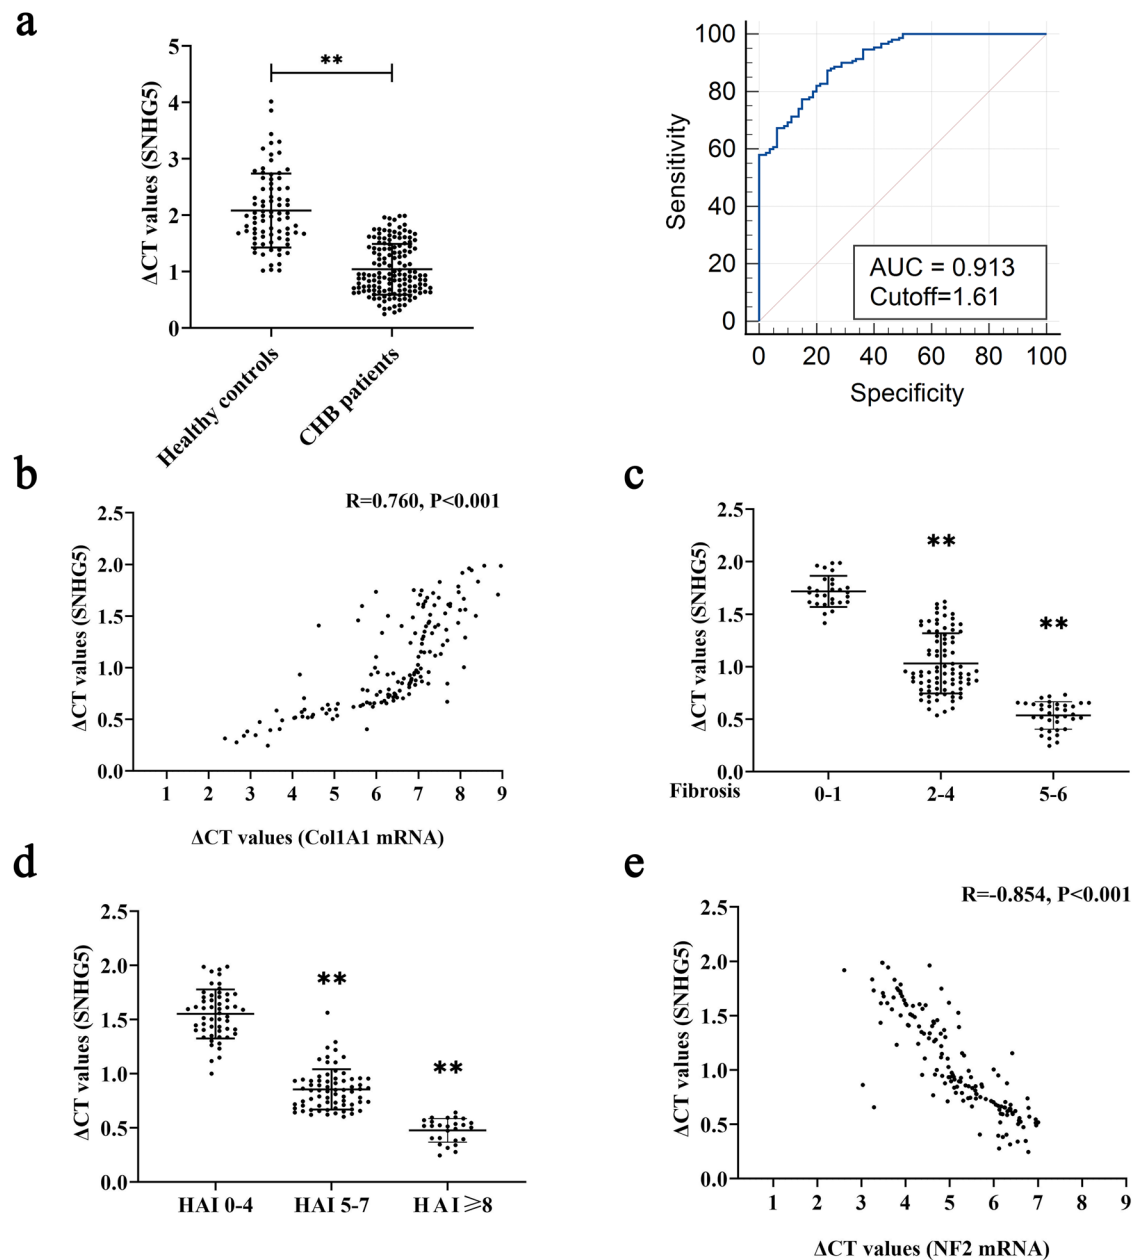 a
ΔCT values (SNHG5)
5
4
3
2
1
0
**
Healthy controls
CHB patients
Sensitivity
100
80
60
40
20
0
AUC = 0.913
Cutoff=1.61
0 20 40 60 80 100
Specificity
b
R=0.760, P<0.001
ΔCT values (SNHG5)
2.5
2.0
1.5
1.0
0.5
0.0
1 2 3 4 5 6 7 8 9
ΔCT values (Col1A1 mRNA)
c
ΔCT values (SNHG5)
2.5
2.0
1.5
1.0
0.5
0.0
**
**
Fibrosis 0-1 2-4 5-6
d
ΔCT values (SNHG5)
2.5
2.0
1.5
1.0
0.5
0.0
**
**
HAI 0-4 HAI 5-7 HAI ⩾8
e
R=-0.854, P<0.001
ΔCT values (SNHG5)
2.5
2.0
1.5
1.0
0.5
0.0
1 2 3 4 5 6 7 8 9
ΔCT values (NF2 mRNA)